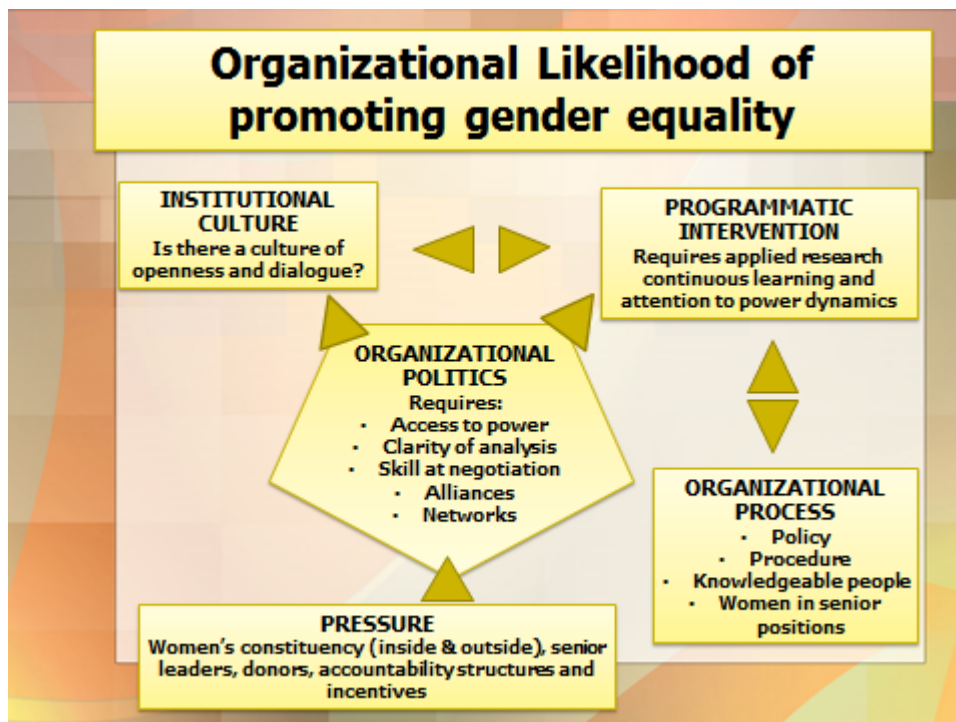 Organizational Likelihood of
promoting gender equality
INSTITUTIONAL
CULTURE
Is there a culture of
openness and dialogue?
PROGRAMMATIC
INTERVENTION
Requires applied research
continuous learning and
attention to power dynamics
ORGANIZATIONAL
POLITICS
Requires:
• Access to power
• Clarity of analysis
• Skill at negotiation
• Alliances
• Networks
ORGANIZATIONAL
PROCESS
• Policy
• Procedure
• Knowledgeable people
• Women in senior
positions
PRESSURE
Women’s constituency (inside & outside), senior
leaders, donors, accountability structures and
incentives